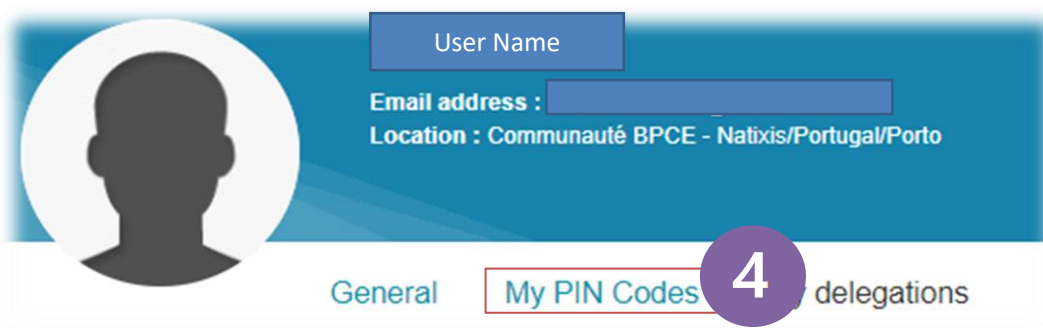 User Name
Email address :
Location : Communauté BPCE - Natixis/Portugal/Porto
General My PIN Codes 4 delegations